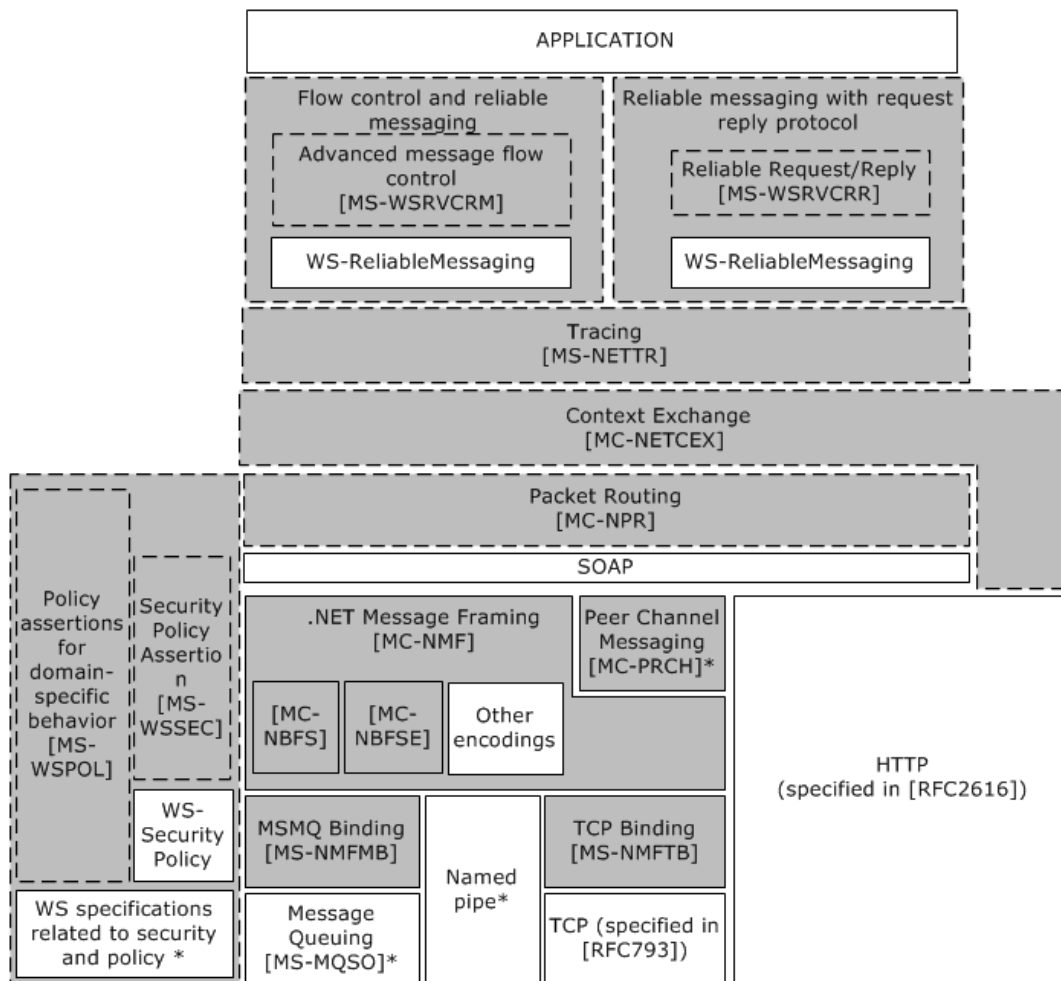 APPLICATION
Flow control and reliable
messaging
Advanced message flow
control
[MS-WSRVCRM]
WS-ReliableMessaging
Reliable messaging with request
reply protocol
Reliable Request/Reply
[MS-WSRVCRR]
WS-ReliableMessaging
Tracing
[MS-NETTR]
Context Exchange
[MC-NETCEX]
Packet Routing
[MC-NPR]
SOAP
Policy
assertions
for
domain-
specific
behavior
[MS-
WSPOL]
Security
Policy
Assertio
n
[MS-
WSSEC]
WS-
Security
Policy
WS specifications
related to security
and policy *
.NET Message Framing
[MC-NMF]
[MC-
NBFS]
[MC-
NBFSE]
Other
encodings
Peer Channel
Messaging
[MC-PRCH]*
HTTP
(specified in [RFC2616])
MSMQ Binding
[MS-NMFMB]
Named
pipe*
TCP Binding
[MS-NMFTB]
Message
Queuing
[MS-MQSO]*
TCP (specified in
[RFC793])